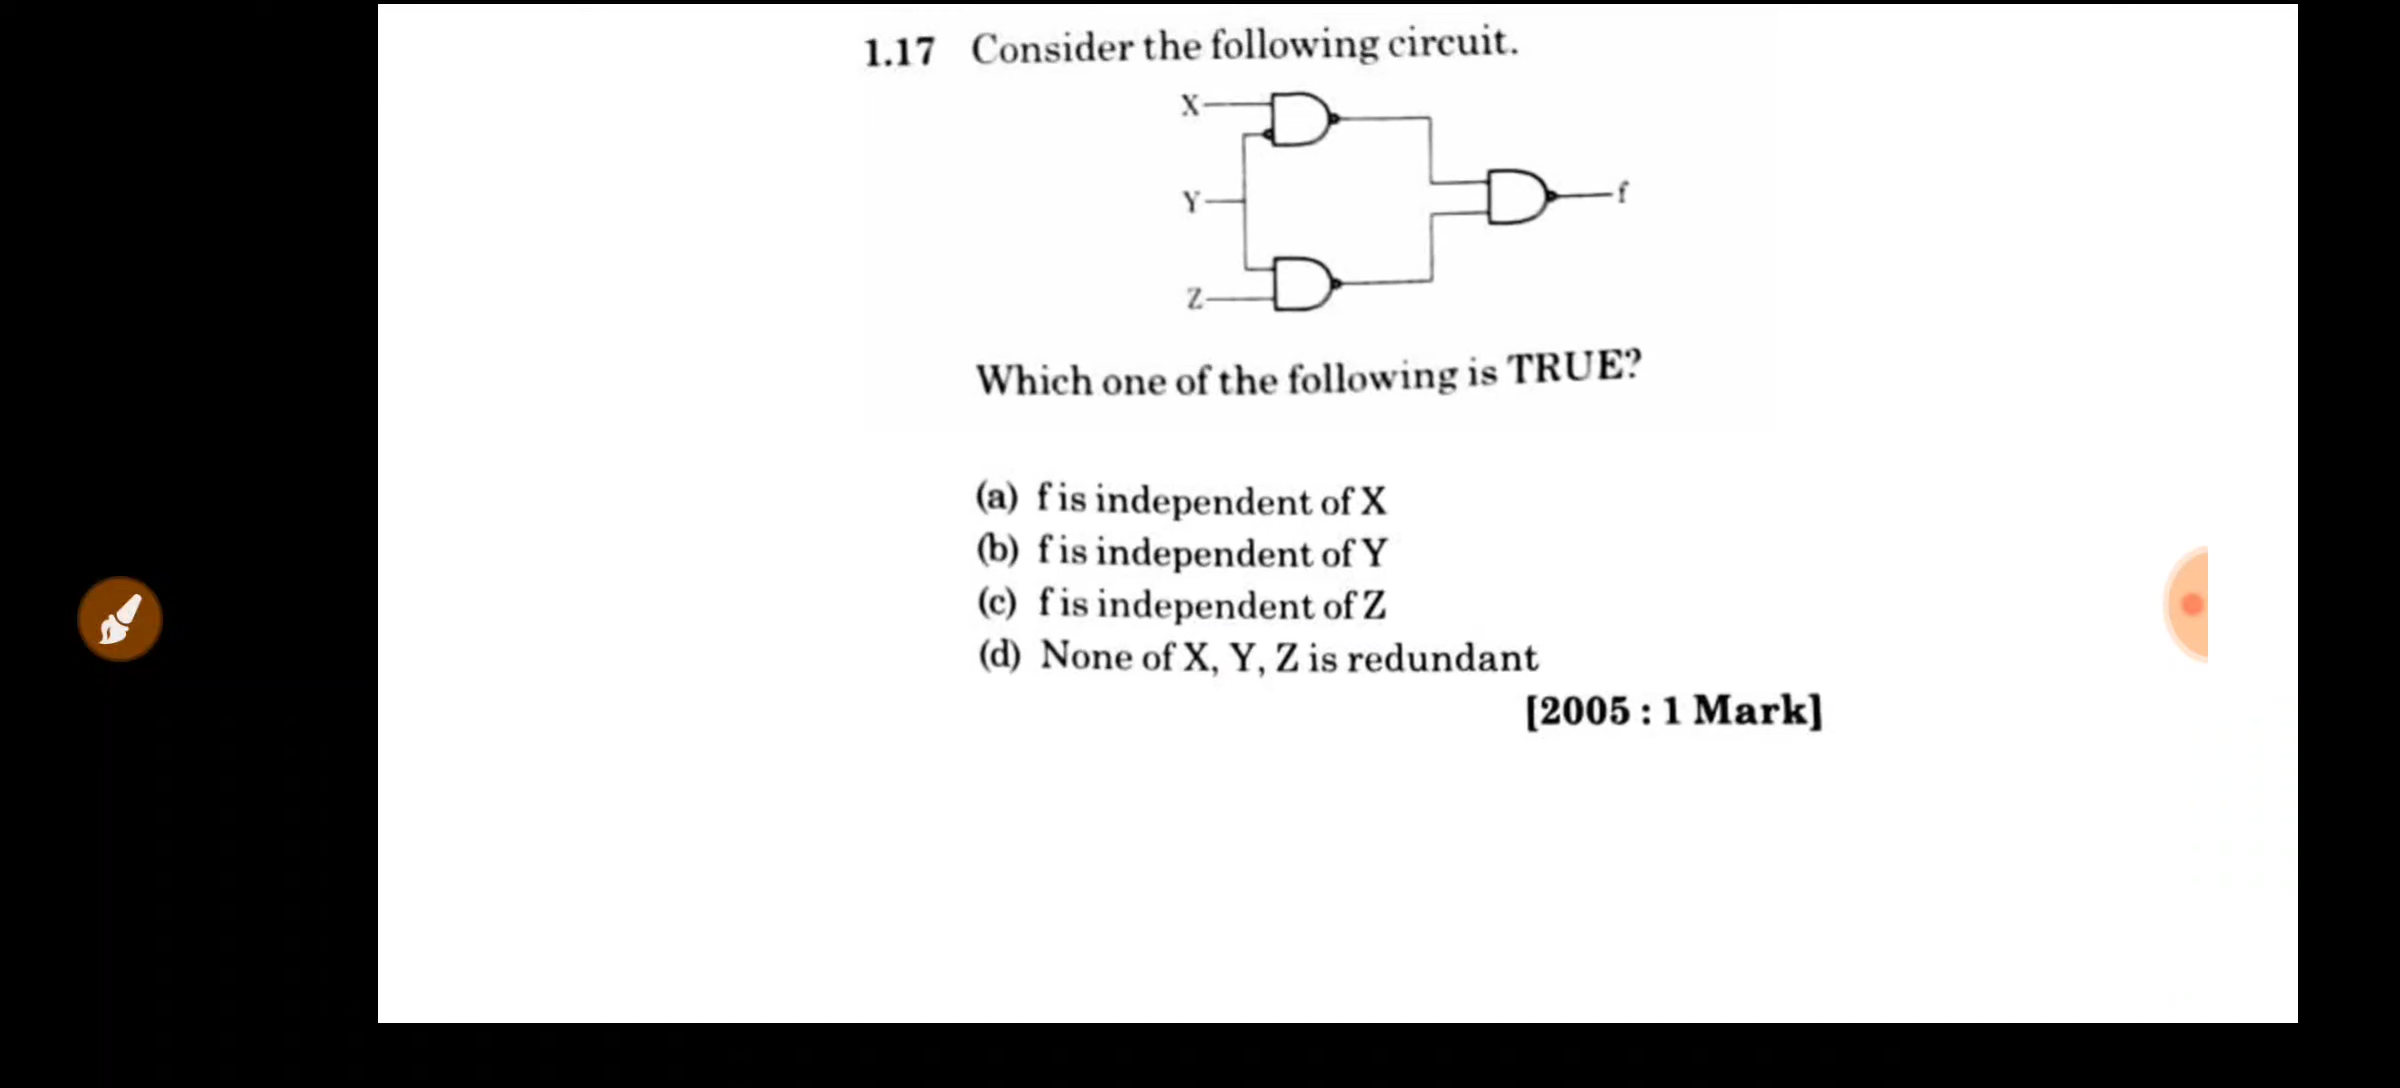 1.17 Consider the following circuit.
X
Y
f
Z
Which one of the following is TRUE?
(a) f is independent of X
(b) f is independent of Y
(c) f is independent of Z
(d) None of X, Y, Z is redundant
[2005 : 1 Mark]